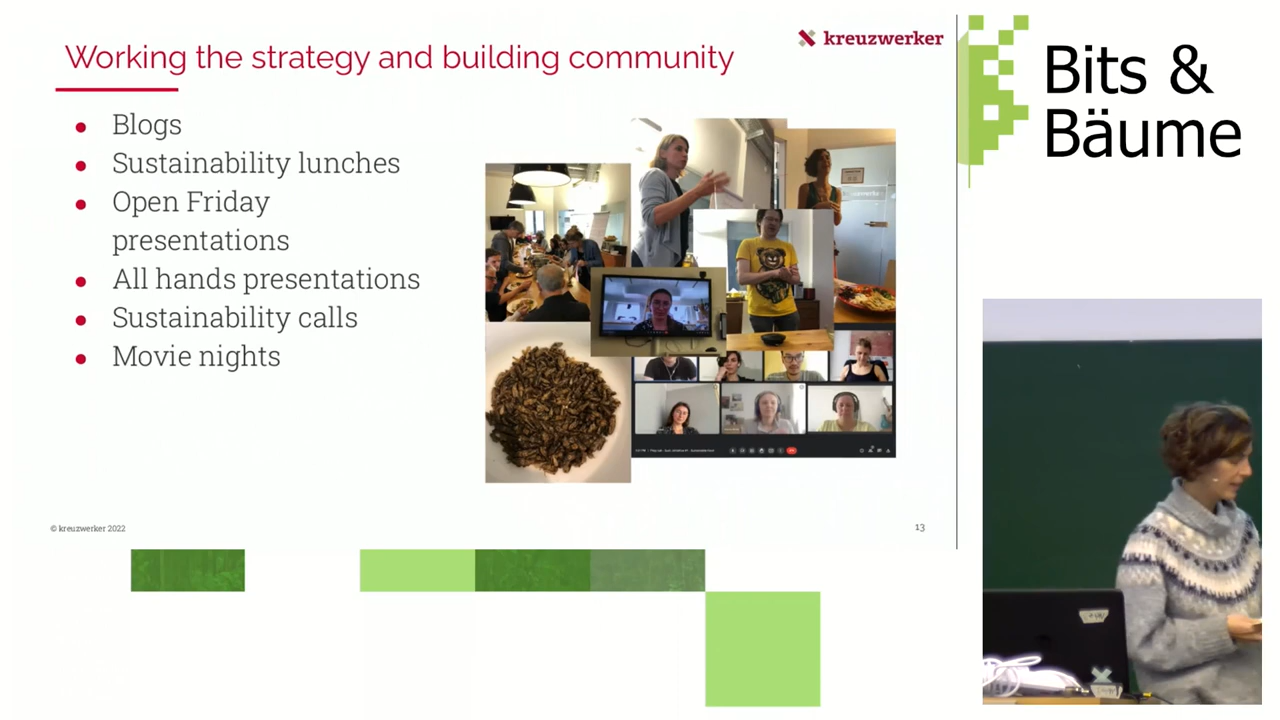 Working the strategy and building community
kreuzwerker
Bits &
Bäume
Blogs
Sustainability lunches
Open Friday
presentations
All hands presentations
Sustainability calls
Movie nights
© kreuzwerker 2022
13